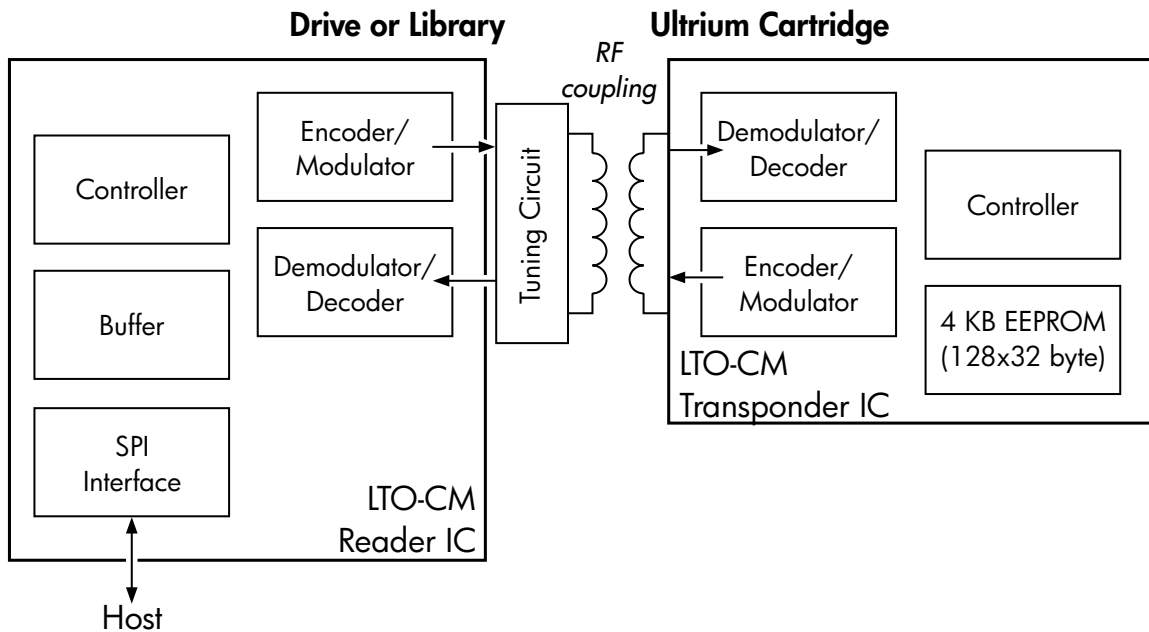 Drive or Library
Ultrium Cartridge
RF
coupling
Encoder/
Modulator
Controller
Demodulator/
Decoder
Buffer
SPI
Interface
LTO-CM
Reader IC
Host
Tuning Circuit
Demodulator/
Decoder
Controller
Encoder/
Modulator
4 KB EEPROM
(128x32 byte)
LTO-CM
Transponder IC